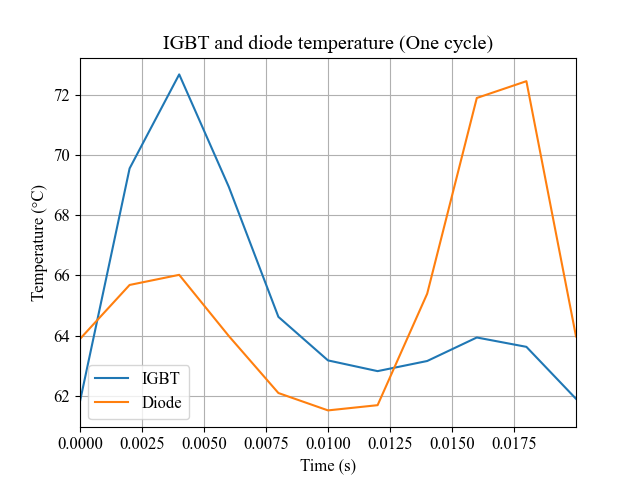 IGBT and diode temperature (One cycle)
72
70
68
66
64
62
Temperature (°C)
IGBT
Diode
0.0000 0.0025 0.0050 0.0075 0.0100 0.0125 0.0150 0.0175
Time (s)